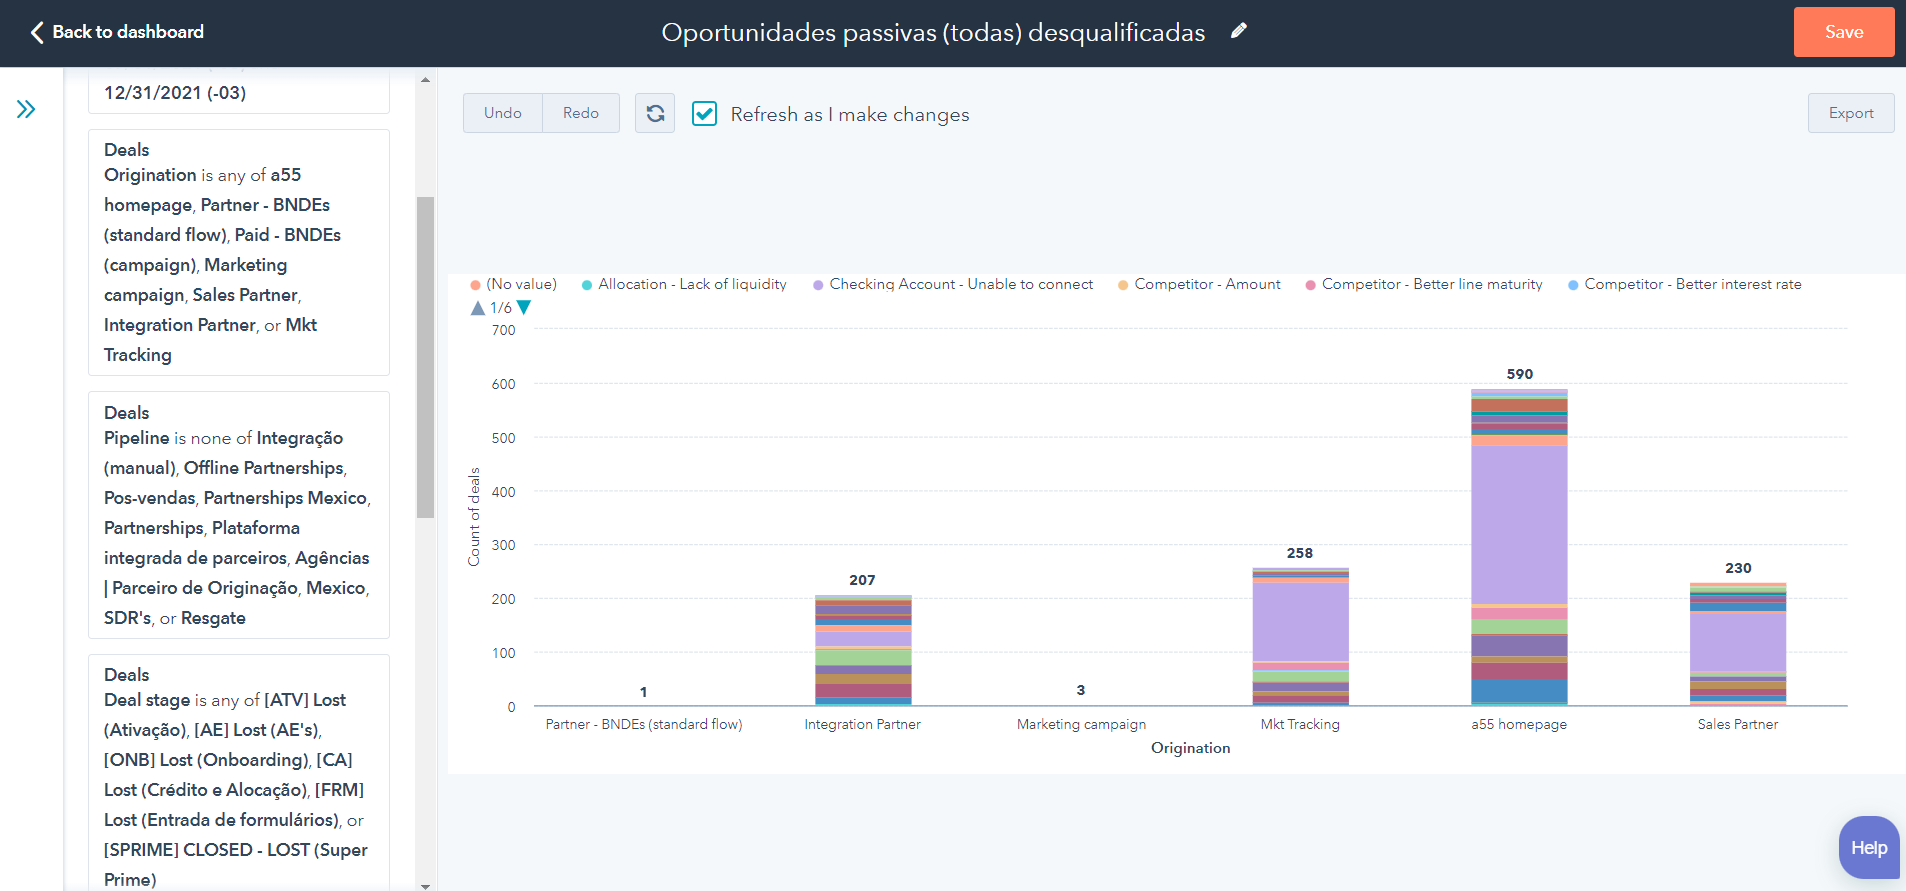 Back to dashboard
Oportunidades passivas (todas) desqualificadas
Save
12/31/2021 (-03)
Deals
Origination is any of a55
homepage, Partner - BNDEs
(standard flow), Paid - BNDEs
(campaign), Marketing
campaign, Sales Partner,
Integration Partner, or Mkt
Tracking
Deals
Pipeline is none of Integração
(manual), Offline Partnerships,
Pos-vendas, Partnerships Mexico,
Partnerships, Plataforma
integrada de parceiros, Agências
| Parceiro de Originação, Mexico,
SDR's, or Resgate
Deals
Deal stage is any of [ATV] Lost
(Ativação), [AE] Lost (AE's),
[ONB] Lost (Onboarding), [CA]
Lost (Crédito e Alocação), [FRM]
Lost (Entrada de formulários), or
[SPRIME] CLOSED - LOST (Super
Prime)
Undo
Redo
Refresh as I make changes
Export
(No value)
Allocation - Lack of liquidity
Checking Account - Unable to connect
Competitor - Amount
Competitor - Better line maturity
Competitor - Better interest rate
1/6
Count of deals
700
600
500
400
300
200
100
0
1
207
3
258
590
230
Partner - BNDEs (standard flow)
Integration Partner
Marketing campaign
Mkt Tracking
a55 homepage
Sales Partner
Origination
Help